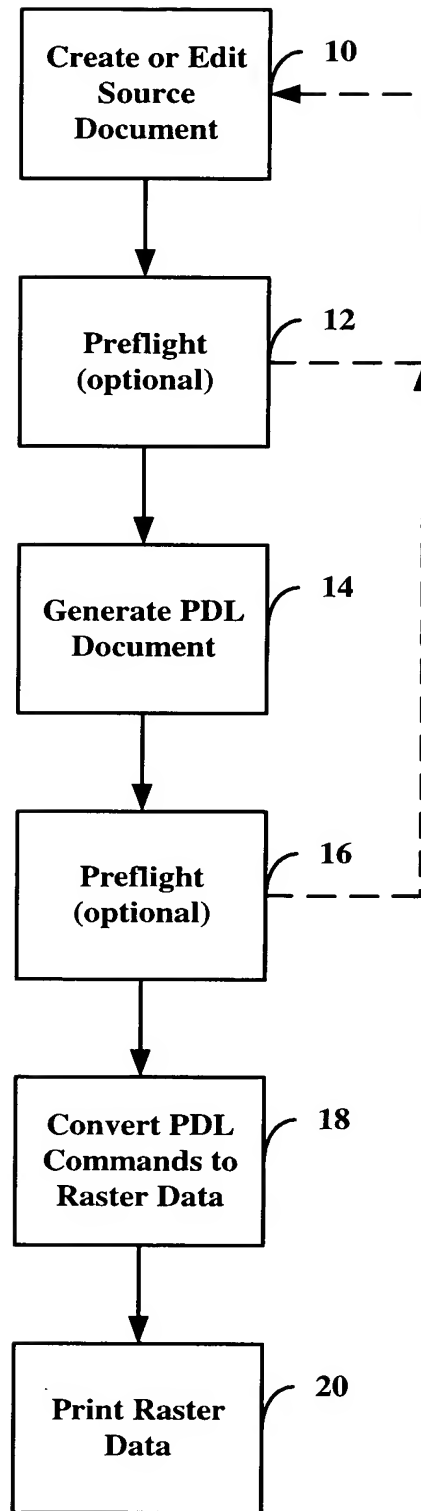 Create or Edit
Source
Document
10
Preflight
(optional)
12
Generate PDL
Document
14
Preflight
(optional)
16
Convert PDL
Commands to
Raster Data
18
Print Raster
Data
20